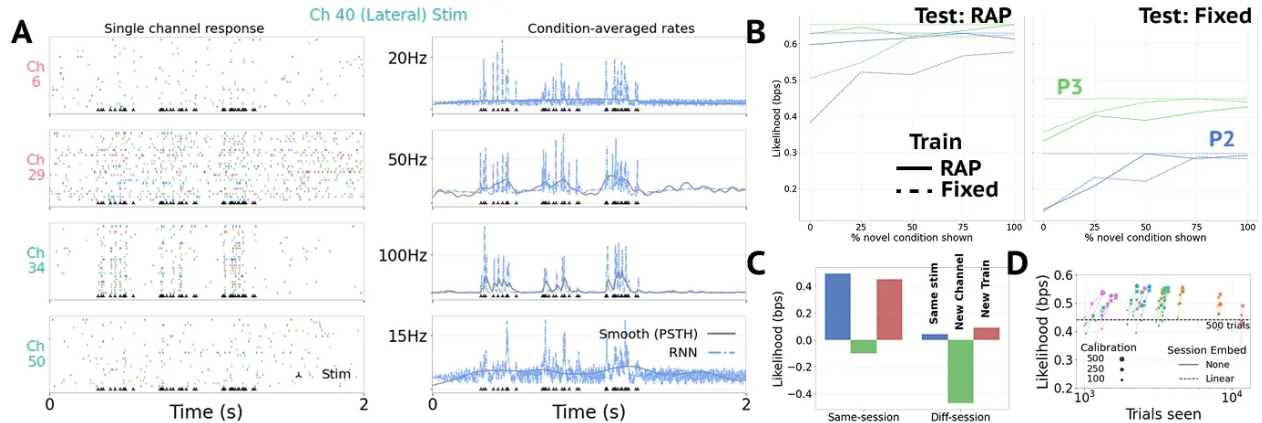 Ch 40 (Lateral) Stim
A
Single channel response
Condition-averaged rates
Ch
6
20Hz
Ch
29
50Hz
Ch
34
100Hz
Ch
50
15Hz
Smooth (PSTH)
RNN
Stim
0
2
0
2
Time (s)
Time (s)
B
Test: RAP
Test: Fixed
Likelihood (bps)
0.6
0.5
0.4
0.3
0.2
Train
RAP
Fixed
P3
P2
0
25
50
75
100
0
25
50
75
100
% novel condition shown
% novel condition shown
C
Likelihood (bps)
0.4
0.2
0.0
−0.2
−0.4
Same stim
New Channel
New Train
Same-session
Diff-session
D
Likelihood (bps)
0.6
0.5
0.4
0.3
0.2
500 trials
Calibration
500
250
100
Session Embed
None
Linear
10³
10⁴
Trials seen